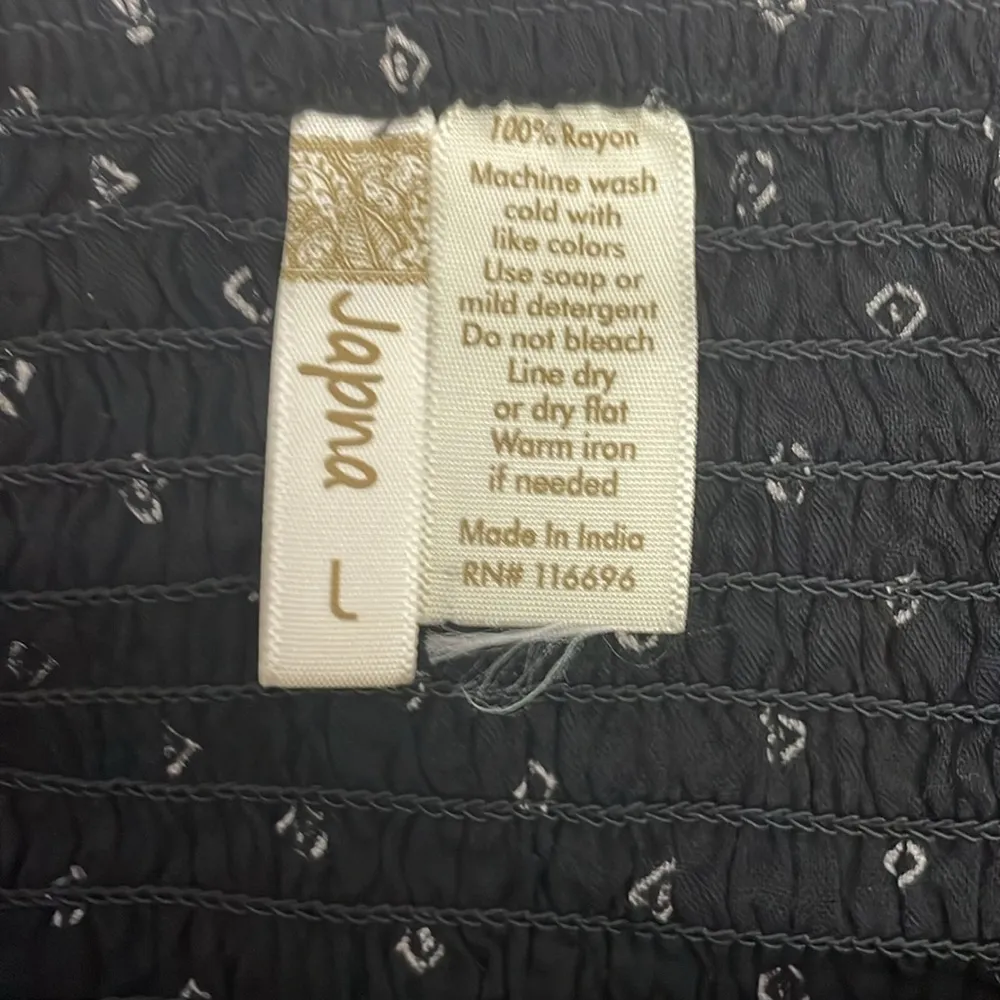 Japna
L
100% Rayon
Machine wash
cold with
like colors
Use soap or
mild detergent
Do not bleach
Line dry
or dry flat
Warm iron
if needed
Made In India
RN# 116696